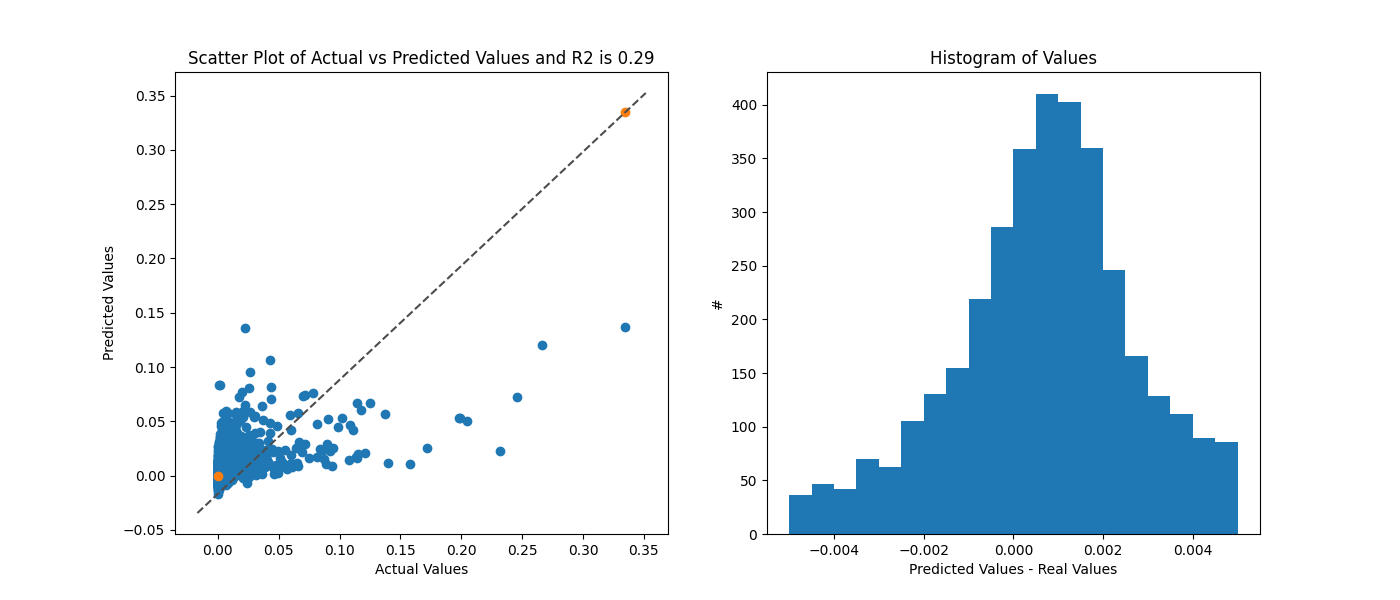 Scatter Plot of Actual vs Predicted Values and R2 is 0.29
Predicted Values
0.35
0.30
0.25
0.20
0.15
0.10
0.05
0.00
−0.05
0.00 0.05 0.10 0.15 0.20 0.25 0.30 0.35
Actual Values
Histogram of Values
#
400
350
300
250
200
150
100
50
0
−0.004 −0.002 0.000 0.002 0.004
Predicted Values - Real Values